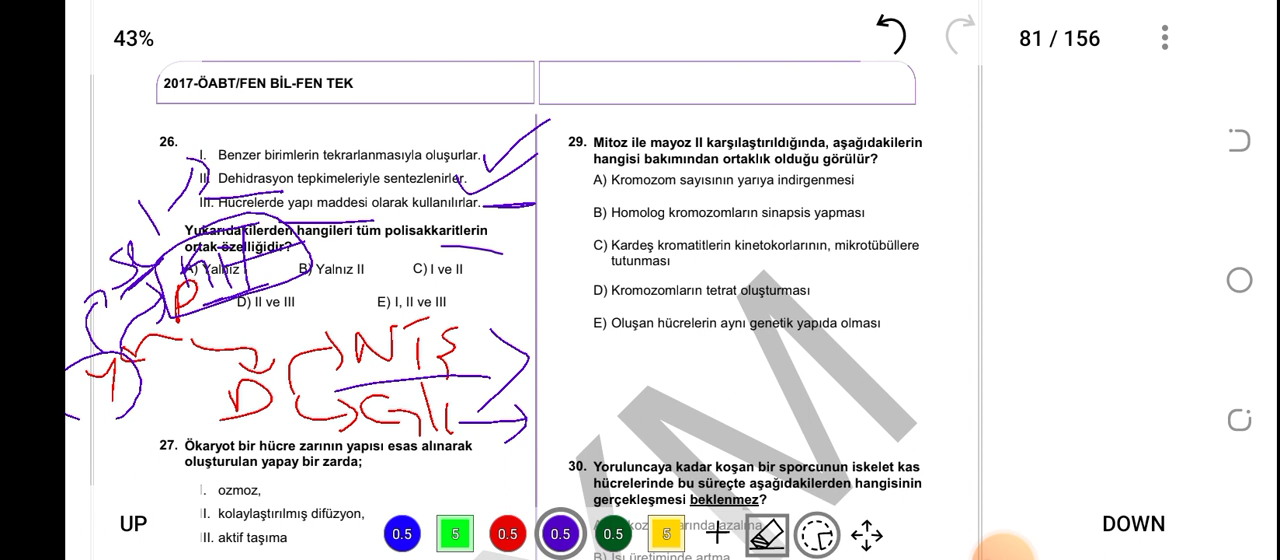 43%
81 / 156
2017-ÖABT/FEN BİL-FEN TEK
26.
I. Benzer birimlerin tekrarlanmasıyla oluşurlar.
II. Dehidrasyon tepkimeleriyle sentezlenirler.
III. Hücrelerde yapı maddesi olarak kullanılırlar.
Yukarıdakilerden hangileri tüm polisakkaritlerin
ortak özelliğidir?
A) Yalnız I
B) Yalnız II
C) I ve II
D) II ve III
E) I, II ve III
P
Y
D
27. Ökaryot bir hücre zarının yapısı esas alınarak
oluşturulan yapay bir zarda;
I. ozmoz,
II. kolaylaştırılmış difüzyon,
III. aktif taşıma
29. Mitoz ile mayoz II karşılaştırıldığında, aşağıdakilerin
hangisi bakımından ortaklık olduğu görülür?
A) Kromozom sayısının yarıya indirgenmesi
B) Homolog kromozomların sinapsis yapması
C) Kardeş kromatitlerin kinetokorlarının, mikrotübüllere
tutunması
D) Kromozomların tetrat oluşturması
E) Oluşan hücrelerin aynı genetik yapıda olması
30. Yoruluncaya kadar koşan bir sporcunun iskelet kas
hücrelerinde bu süreçte aşağıdakilerden hangisinin
gerçekleşmesi beklenmez?
azalma
B) Isı üretiminde artma
UP
0.5
5
0.5
0.5
0.5
5
DOWN